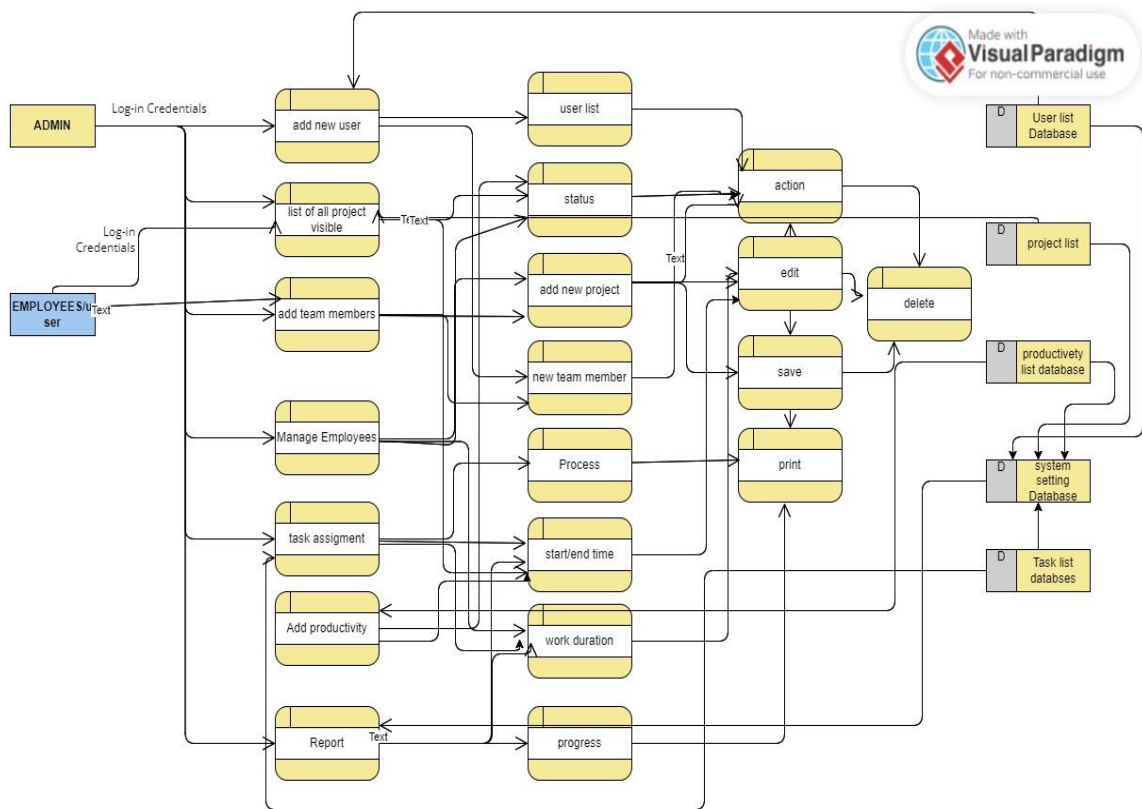 Made with
Visual Paradigm
For non-commercial use
ADMIN
Log-in Credentials
add new user
user list
D
User list
Database
list of all project
visible
Text
status
action
Log-in
Credentials
D
project list
EMPLOYEES/u
ser
Text
add team members
add new project
Text
edit
delete
new team member
save
D
productivety
list database
Manage Employees
Process
print
D
system
setting
Database
task assigment
start/end time
D
Task list
databses
Add productivity
work duration
Report
Text
progress